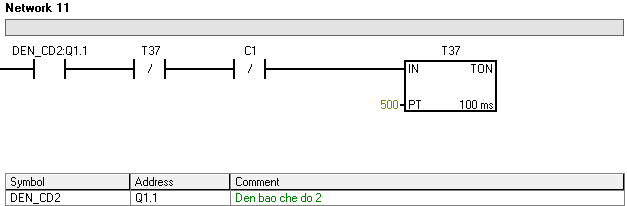 Network 11
DEN_CD2:Q1.1 T37 C1 T37
/ / IN TON
500 PT 100 ms
Symbol Address Comment
DEN_CD2 Q1.1 Den bao che do 2